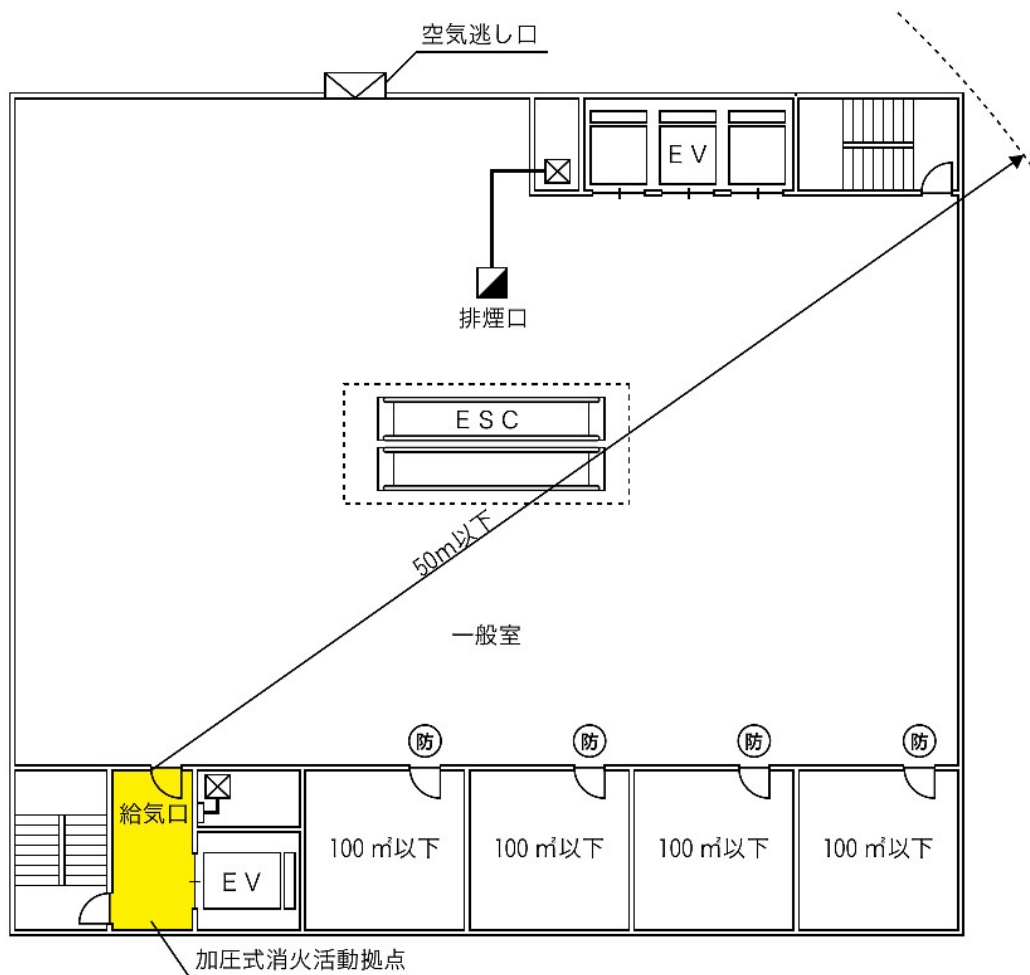 空気逃し口
EV
排煙口
ESC
50m以下
一般室
防
防
防
防
給気口
100㎡以下
100㎡以下
100㎡以下
100㎡以下
EV
加圧式消火活動拠点